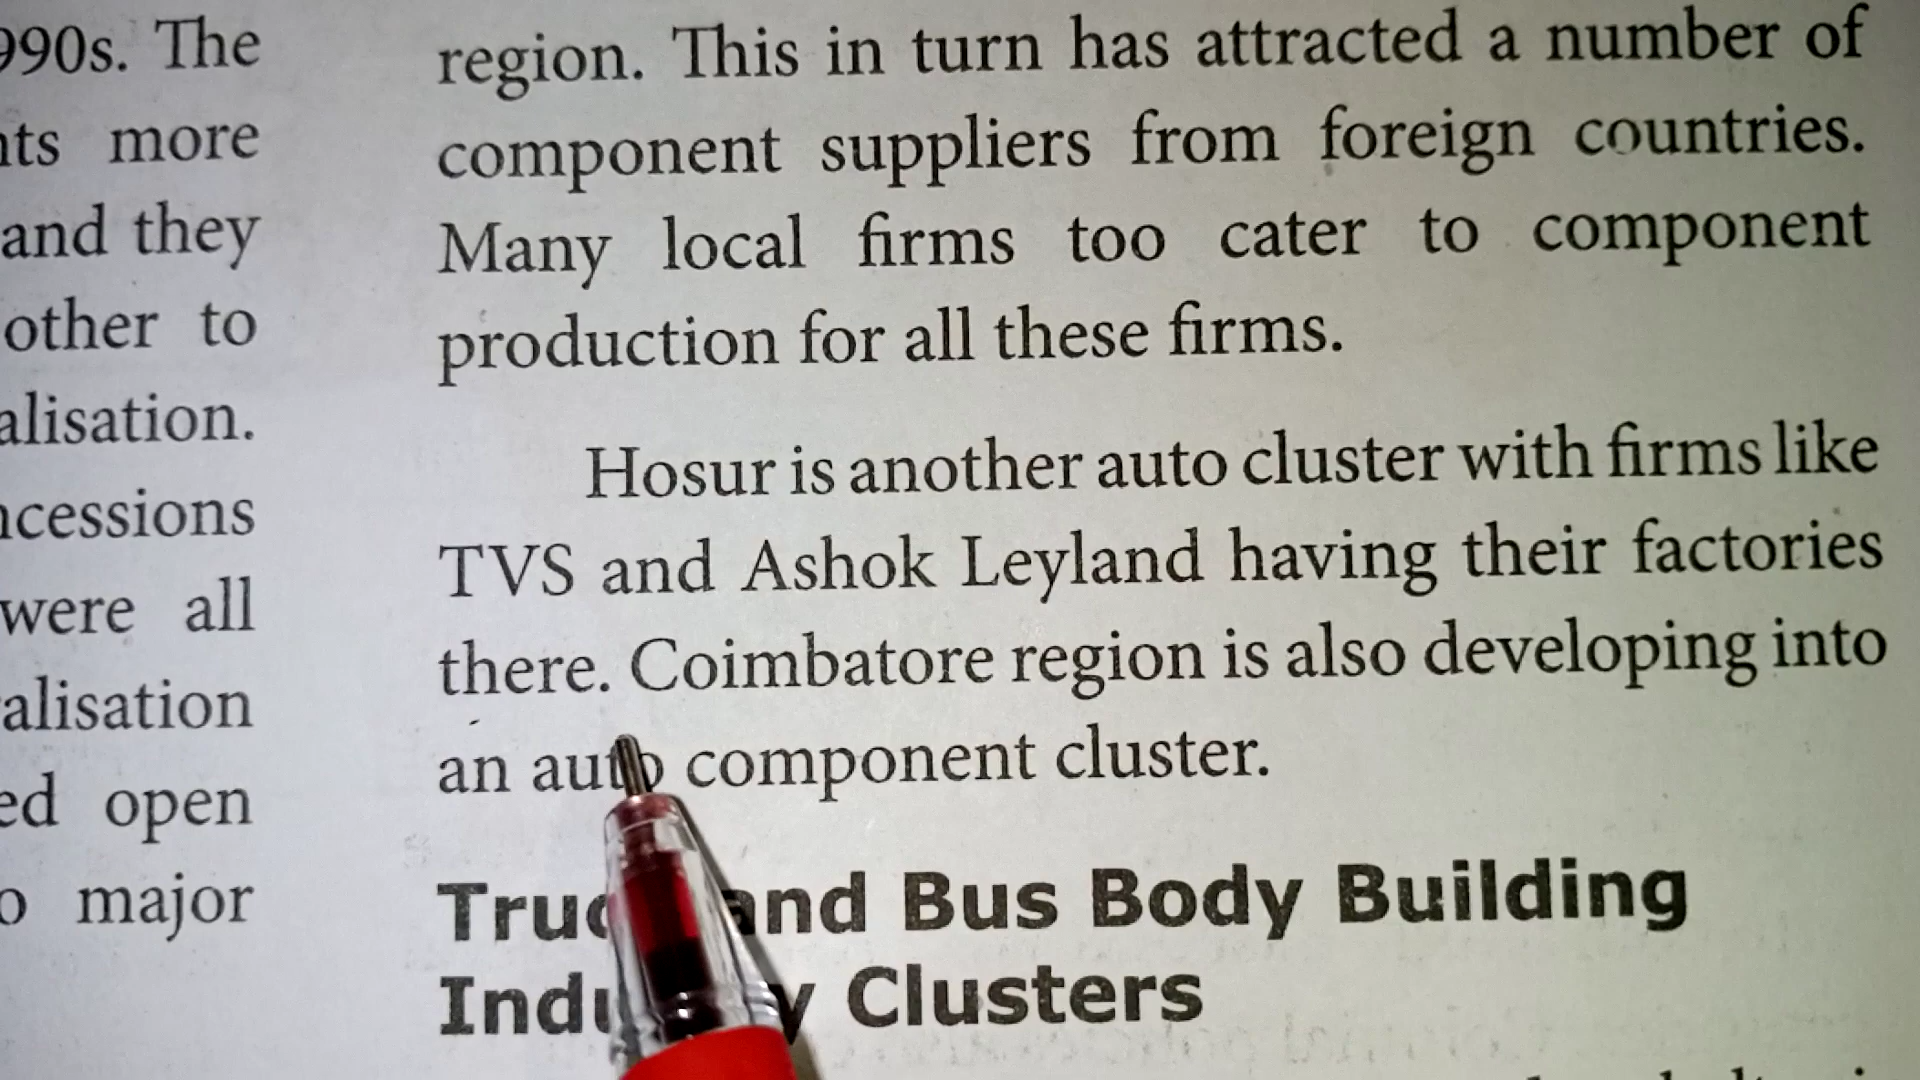 990s. The
more
and they
other to
alisation.
were all
alisation
open
major
region. This in turn has attracted a number of
component suppliers from foreign countries.
Many local firms too cater to component
production for all these firms.
Hosur is another auto cluster with firms like
TVS and Ashok Leyland having their factories
there. Coimbatore region is also developing into
an auto component cluster.
and Bus Body Building
Clusters